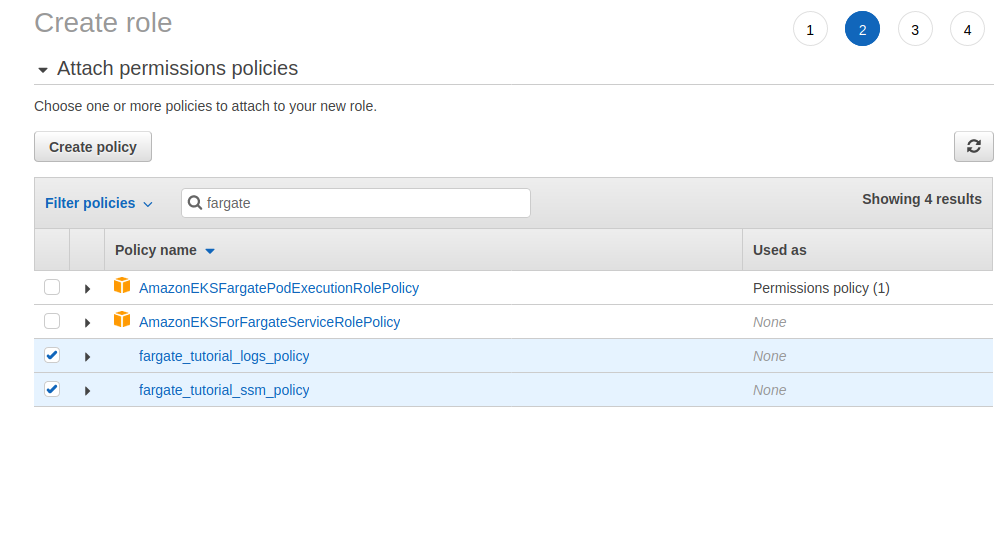 Create role
1 2 3 4
Attach permissions policies
Choose one or more policies to attach to your new role.
Create policy
Filter policies fargate Showing 4 results
Policy name Used as
AmazonEKSFargatePodExecutionRolePolicy Permissions policy (1)
AmazonEKSForFargateServiceRolePolicy None
fargate_tutorial_logs_policy None
fargate_tutorial_ssm_policy None